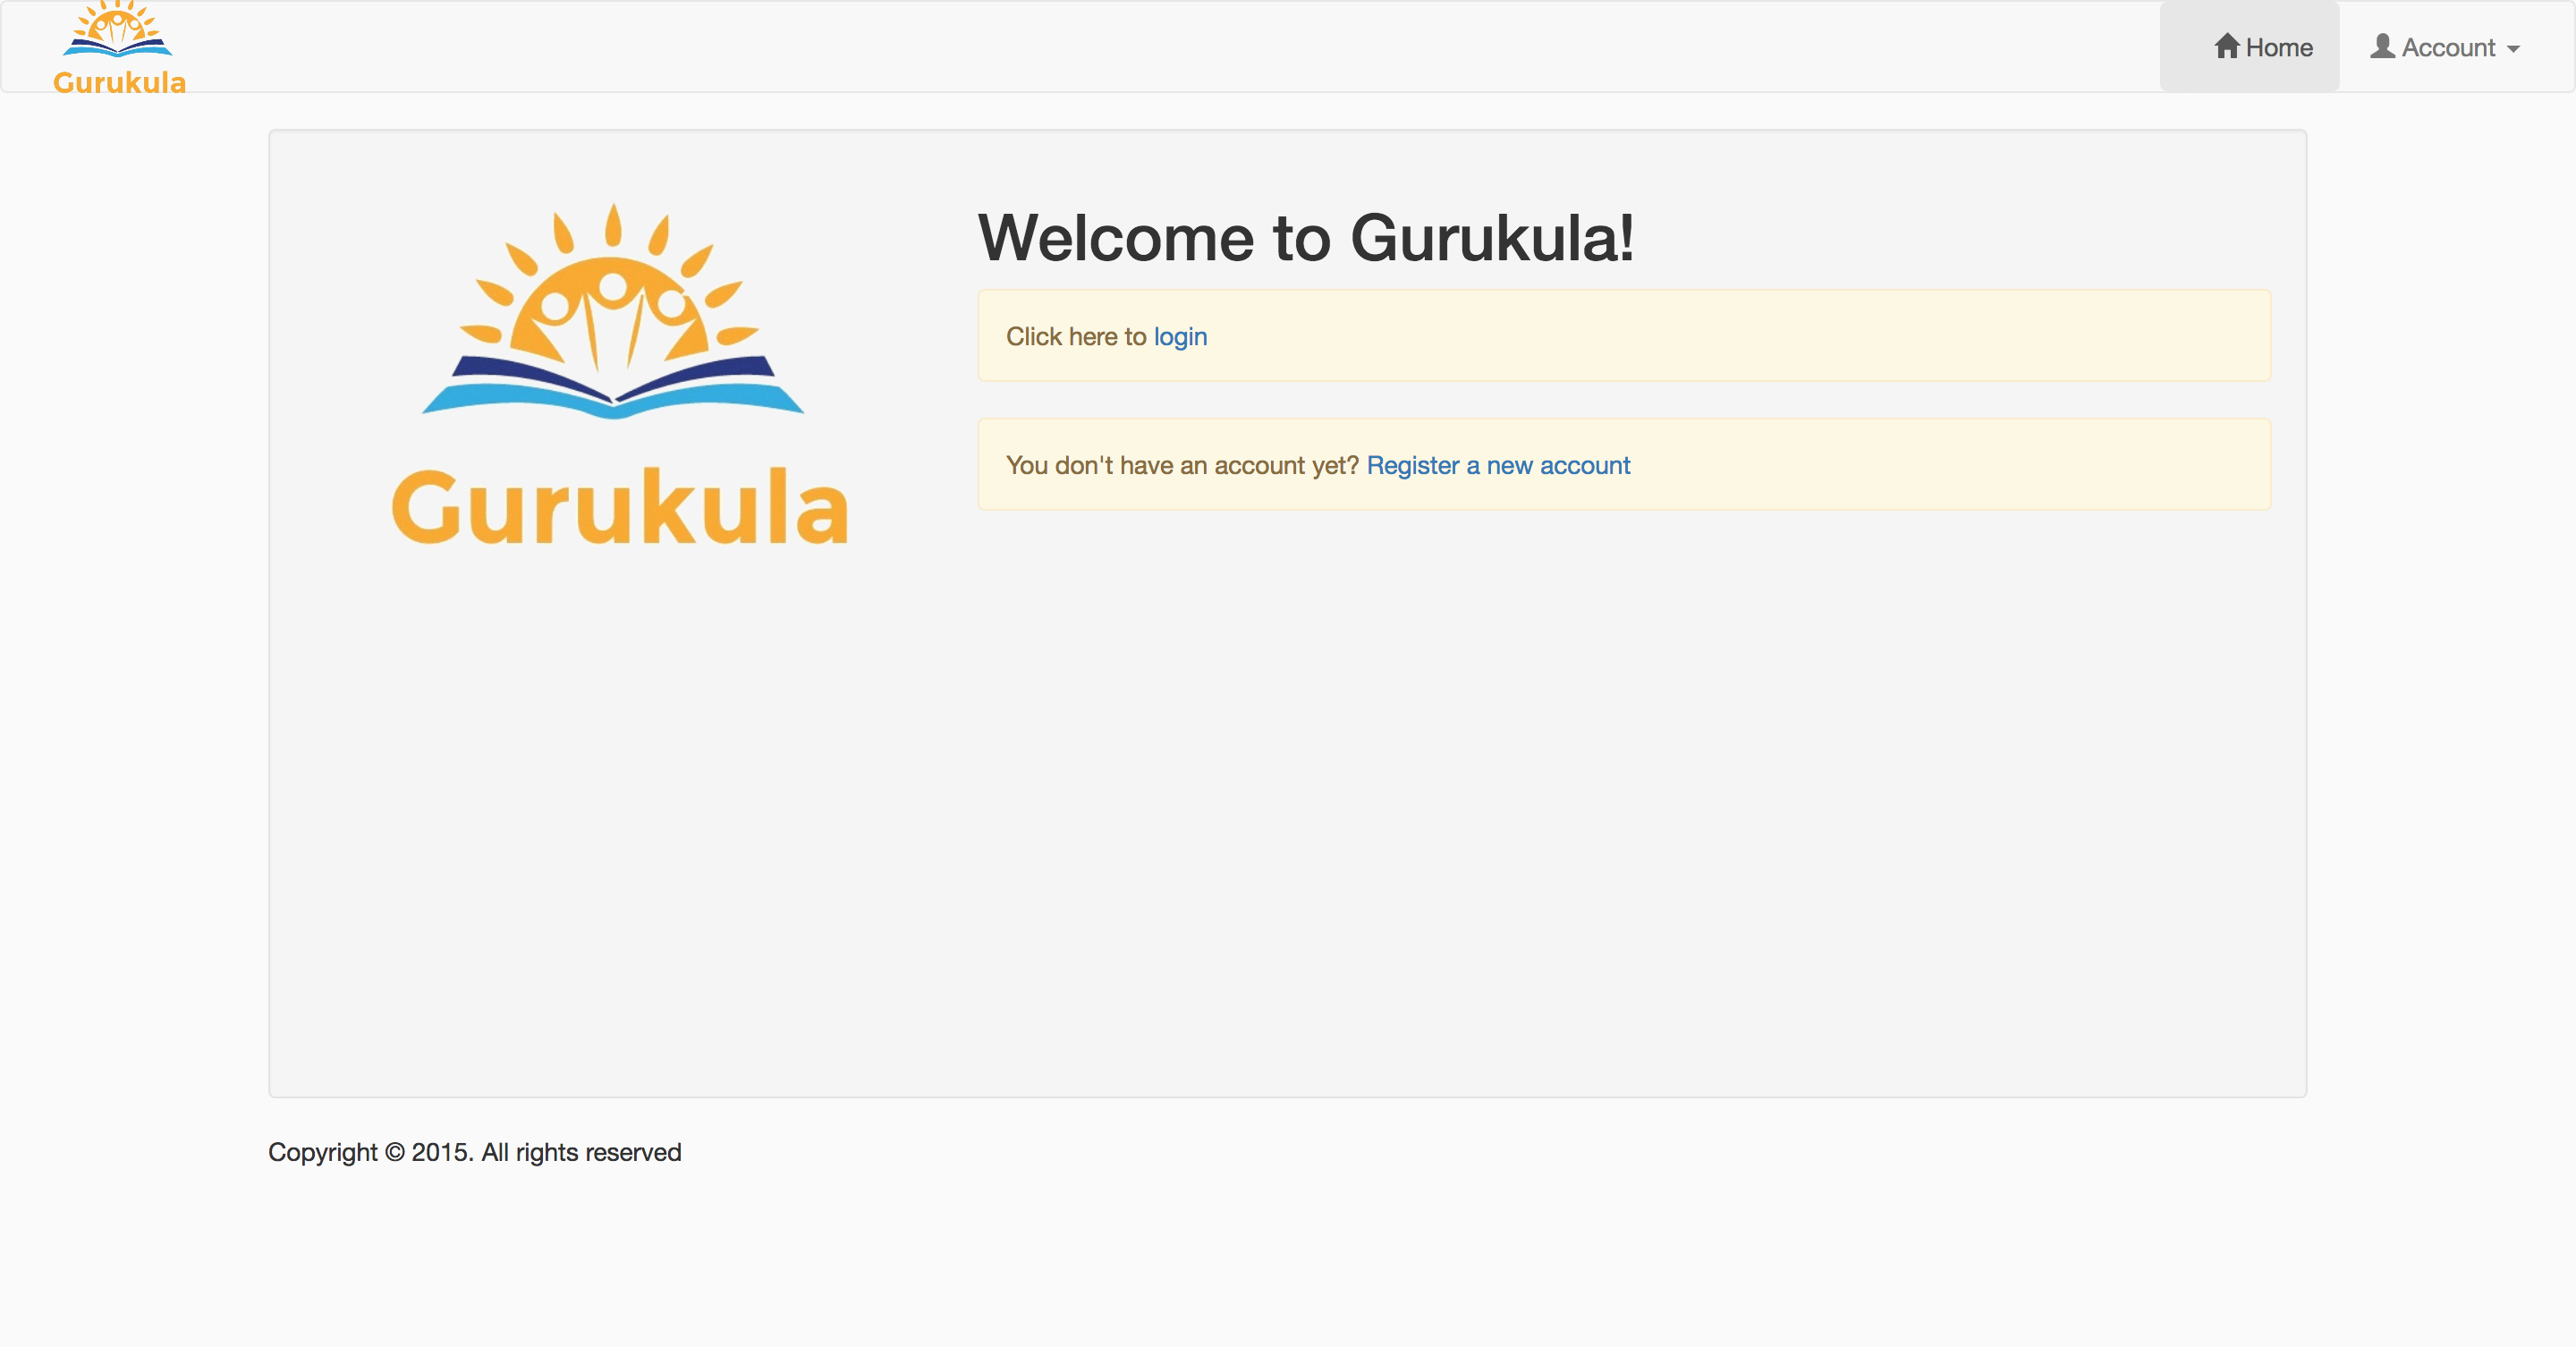 Gurukula
Home
Account
Gurukula
Welcome to Gurukula!
Click here to login
You don't have an account yet? Register a new account
Copyright © 2015. All rights reserved